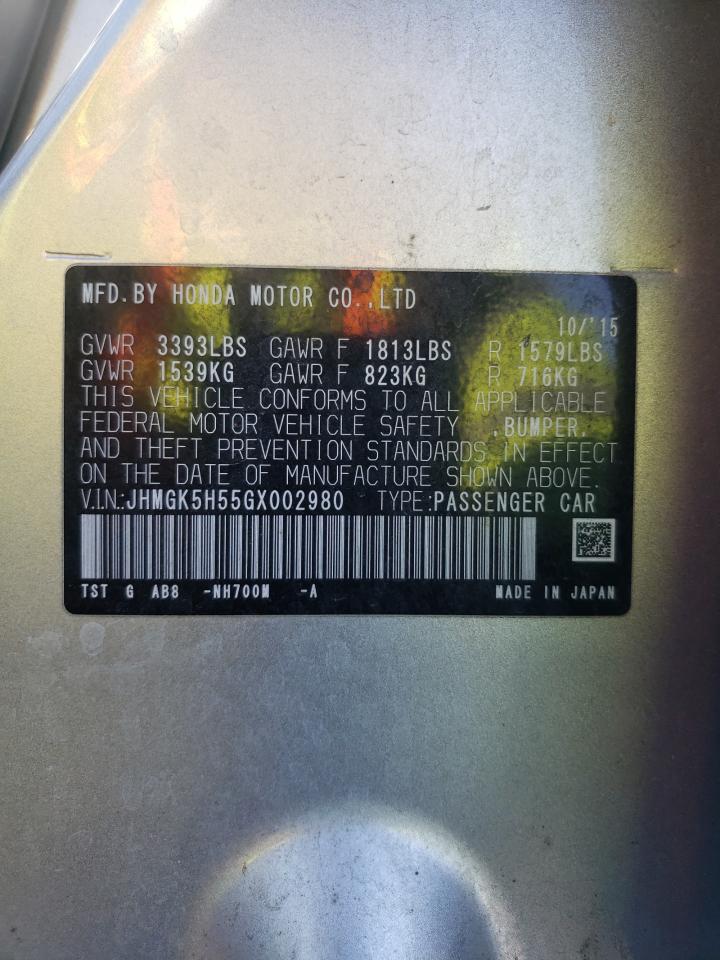 MFD.BY HONDA MOTOR CO.,LTD
10/'15
GVWR 3393LBS GAWR F 1813LBS R 1579LBS
GVWR 1539KG GAWR F 823KG R 716KG
THIS VEHICLE CONFORMS TO ALL APPLICABLE
FEDERAL MOTOR VEHICLE SAFETY ,BUMPER,
AND THEFT PREVENTION STANDARDS IN EFFECT
ON THE DATE OF MANUFACTURE SHOWN ABOVE.
V.I.N.:JHMGK5H55GX002980 TYPE:PASSENGER CAR
TST G AB8 -NH700M -A MADE IN JAPAN